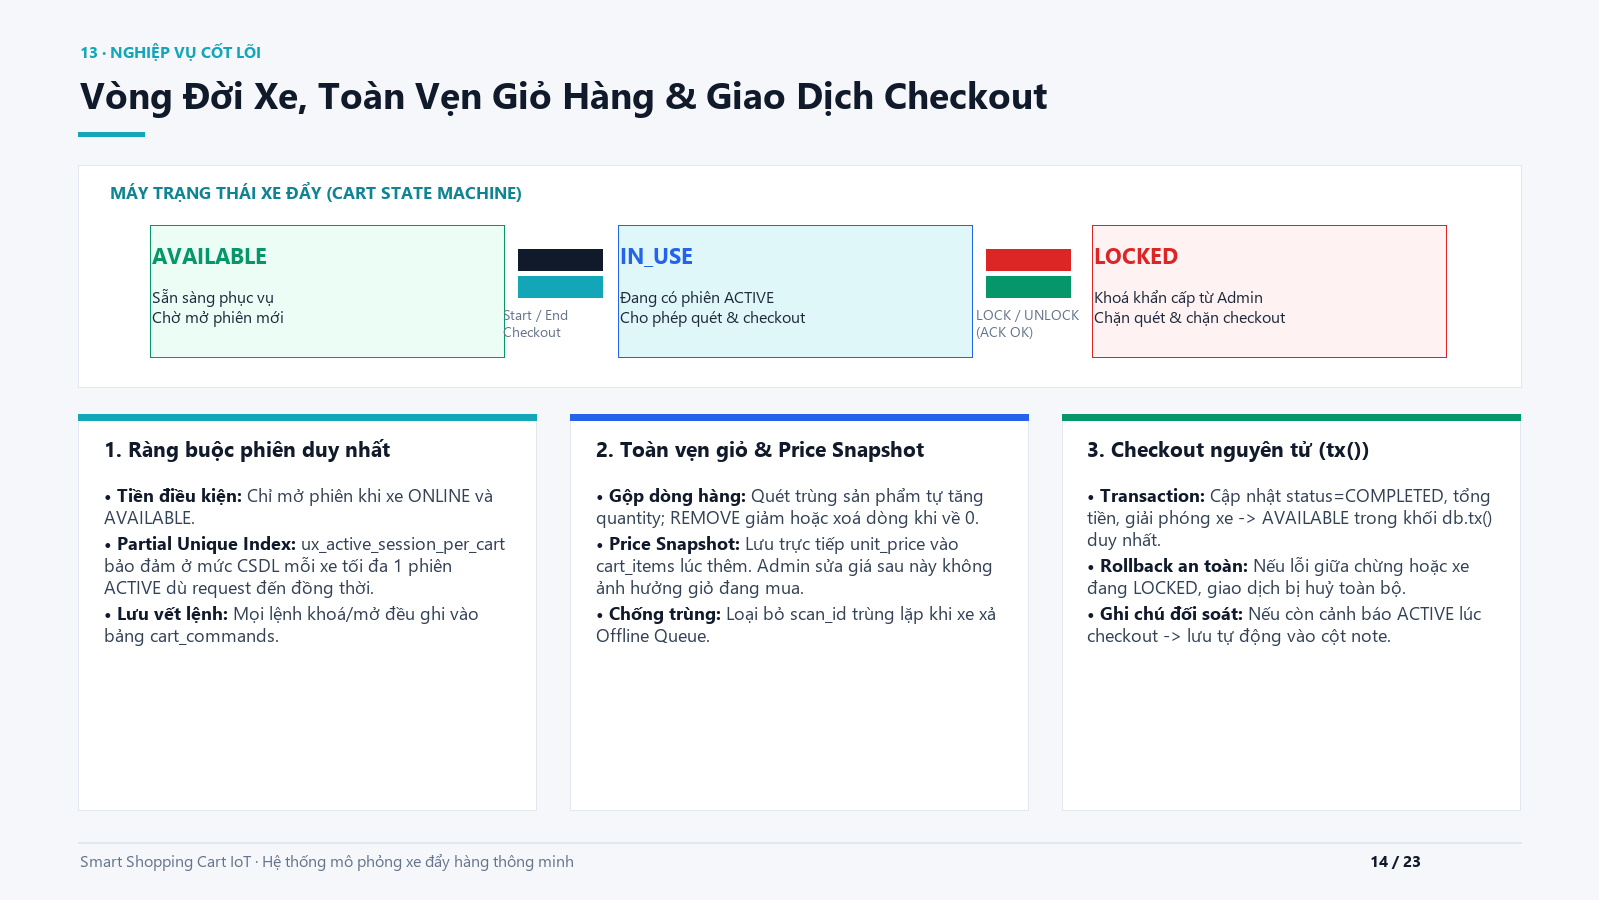 13 · NGHIỆP VỤ CỐT LÕI
Vòng Đời Xe, Toàn Vẹn Giỏ Hàng & Giao Dịch Checkout
MÁY TRẠNG THÁI XE ĐẨY (CART STATE MACHINE)
AVAILABLE
Sẵn sàng phục vụ
Chờ mở phiên mới
Start / End
Checkout
IN_USE
Đang có phiên ACTIVE
Cho phép quét & checkout
LOCK / UNLOCK
(ACK OK)
LOCKED
Khoá khẩn cấp từ Admin
Chặn quét & chặn checkout
1. Ràng buộc phiên duy nhất
• Tiền điều kiện: Chỉ mở phiên khi xe ONLINE và
AVAILABLE.
• Partial Unique Index: ux_active_session_per_cart
bảo đảm ở mức CSDL mỗi xe tối đa 1 phiên
ACTIVE dù request đến đồng thời.
• Lưu vết lệnh: Mọi lệnh khoá/mở đều ghi vào
bảng cart_commands.
2. Toàn vẹn giỏ & Price Snapshot
• Gộp dòng hàng: Quét trùng sản phẩm tự tăng
quantity; REMOVE giảm hoặc xoá dòng khi về 0.
• Price Snapshot: Lưu trực tiếp unit_price vào
cart_items lúc thêm. Admin sửa giá sau này không
ảnh hưởng giỏ đang mua.
• Chống trùng: Loại bỏ scan_id trùng lặp khi xe xả
Offline Queue.
3. Checkout nguyên tử (tx())
• Transaction: Cập nhật status=COMPLETED, tổng
tiền, giải phóng xe -> AVAILABLE trong khối db.tx()
duy nhất.
• Rollback an toàn: Nếu lỗi giữa chừng hoặc xe
đang LOCKED, giao dịch bị huỷ toàn bộ.
• Ghi chú đối soát: Nếu còn cảnh báo ACTIVE lúc
checkout -> lưu tự động vào cột note.
Smart Shopping Cart IoT · Hệ thống mô phỏng xe đẩy hàng thông minh
14 / 23